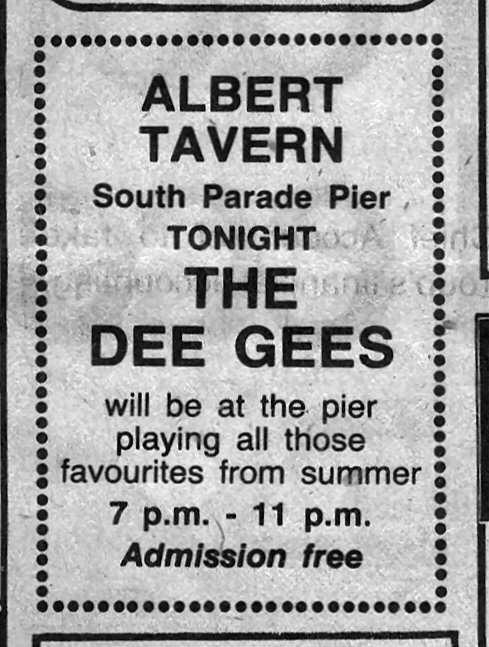 ALBERT
TAVERN
South Parade Pier
TONIGHT
THE
DEE GEES
will be at the pier
playing all those
favourites from summer
7 p.m. - 11 p.m.
Admission free